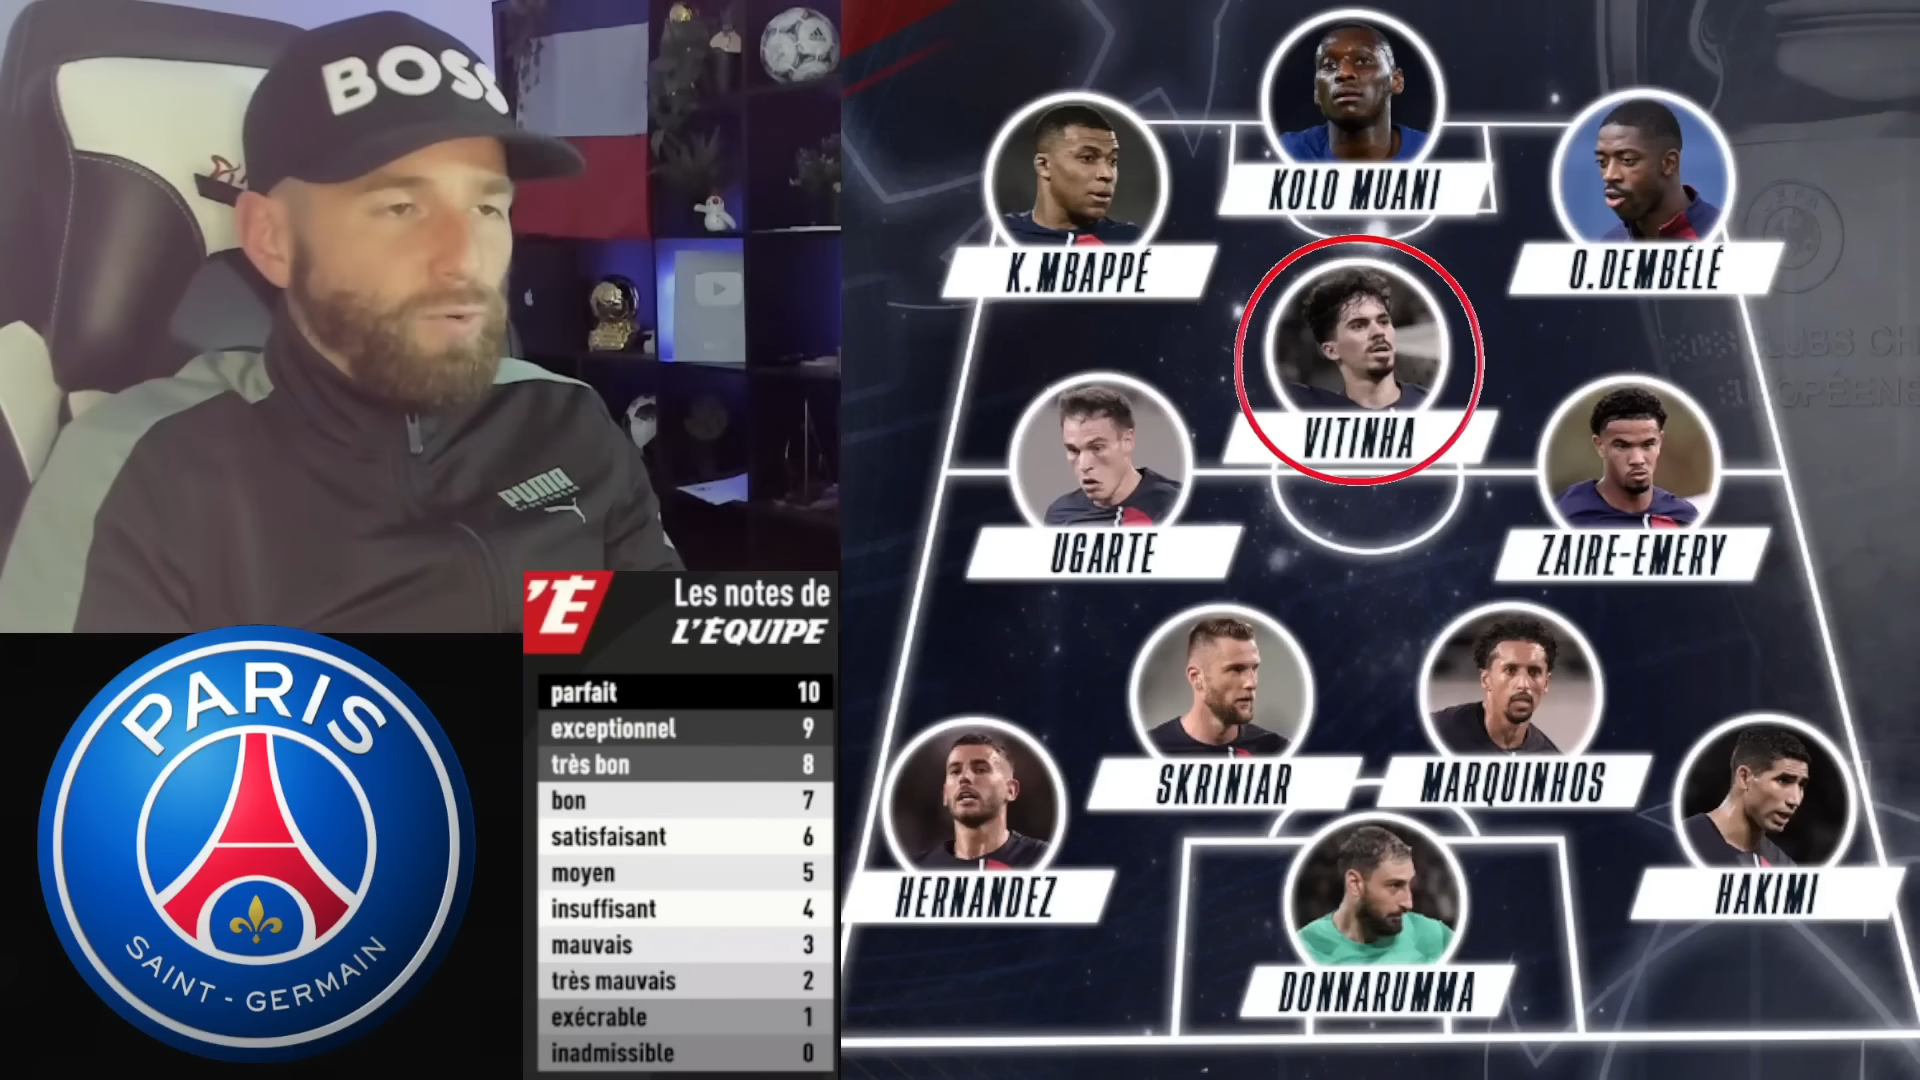 BOSS
PUMA
PARIS
SAINT - GERMAIN
'É
Les notes de
L'ÉQUIPE
parfait 10
exceptionnel 9
très bon 8
bon 7
satisfaisant 6
moyen 5
insuffisant 4
mauvais 3
très mauvais 2
exécrable 1
inadmissible 0
KOLO MUANI
K.MBAPPÉ
O.DEMBÉLÉ
VITINHA
UGARTE
ZAIRE-EMERY
SKRINIAR
MARQUINHOS
HERNANDEZ
HAKIMI
DONNARUMMA